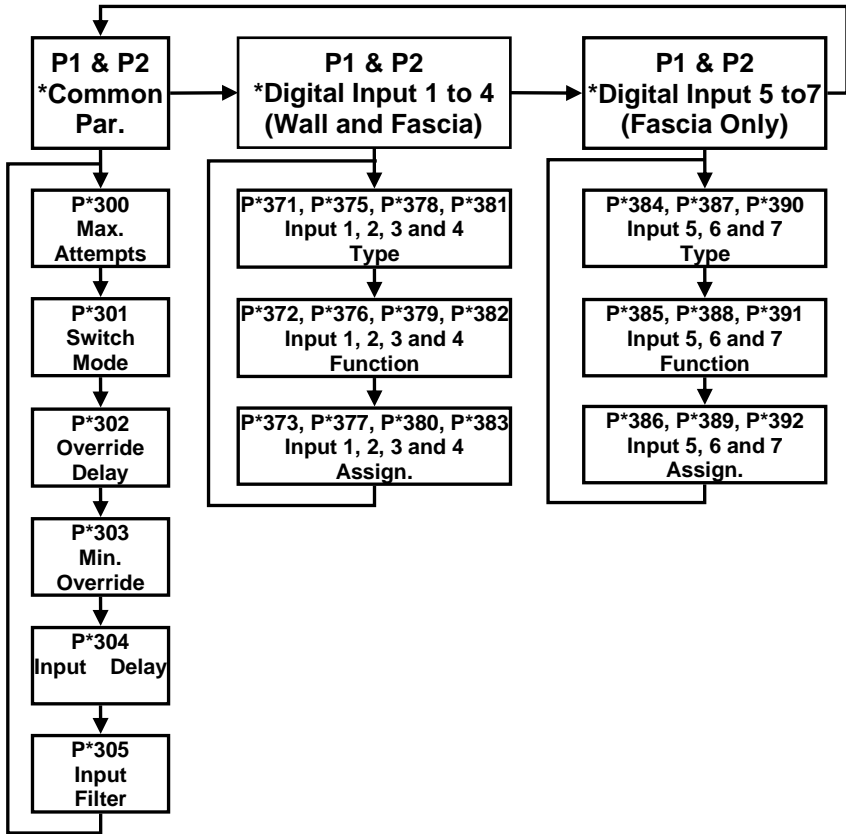 P1 & P2
*Common
Par.
P1 & P2
*Digital Input 1 to 4
(Wall and Fascia)
P1 & P2
*Digital Input 5 to7
(Fascia Only)
P*300
Max.
Attempts
P*301
Switch
Mode
P*302
Override
Delay
P*303
Min.
Override
P*304
Input Delay
P*305
Input
Filter
P*371, P*375, P*378, P*381
Input 1, 2, 3 and 4
Type
P*372, P*376, P*379, P*382
Input 1, 2, 3 and 4
Function
P*373, P*377, P*380, P*383
Input 1, 2, 3 and 4
Assign.
P*384, P*387, P*390
Input 5, 6 and 7
Type
P*385, P*388, P*391
Input 5, 6 and 7
Function
P*386, P*389, P*392
Input 5, 6 and 7
Assign.